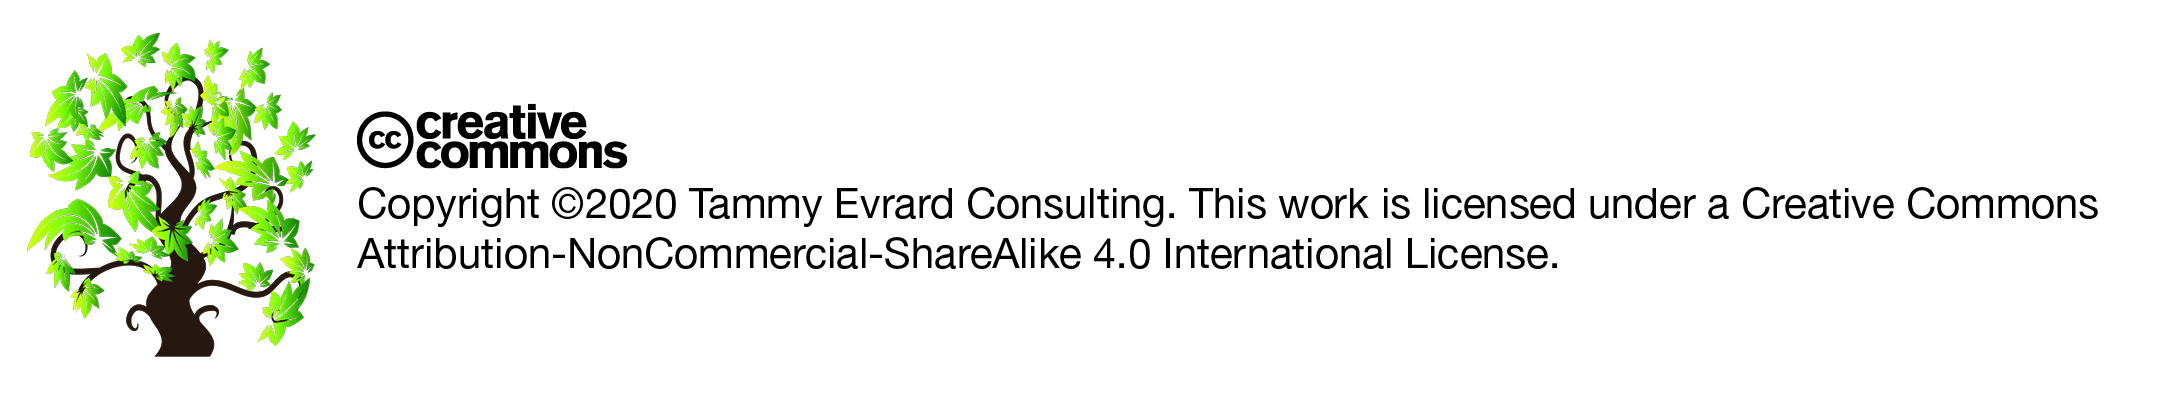 cc creative
commons
Copyright ©2020 Tammy Evrard Consulting. This work is licensed under a Creative Commons
Attribution-NonCommercial-ShareAlike 4.0 International License.